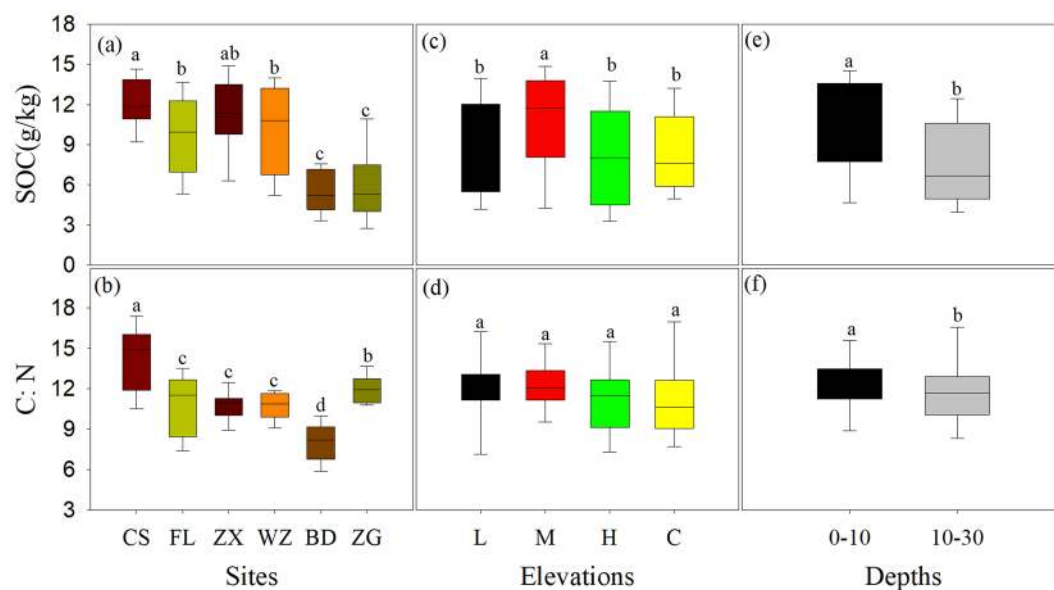 SOC(g/kg)
18
15
12
9
6
3
0
(a)
a
b
ab
b
c
c
(c)
b
a
b
b
(e)
a
b
C: N
18
15
12
9
6
3
(b)
a
c
c
c
d
b
(d)
a
a
a
a
(f)
a
b
CS FL ZX WZ BD ZG
L M H C
0-10 10-30
Sites
Elevations
Depths